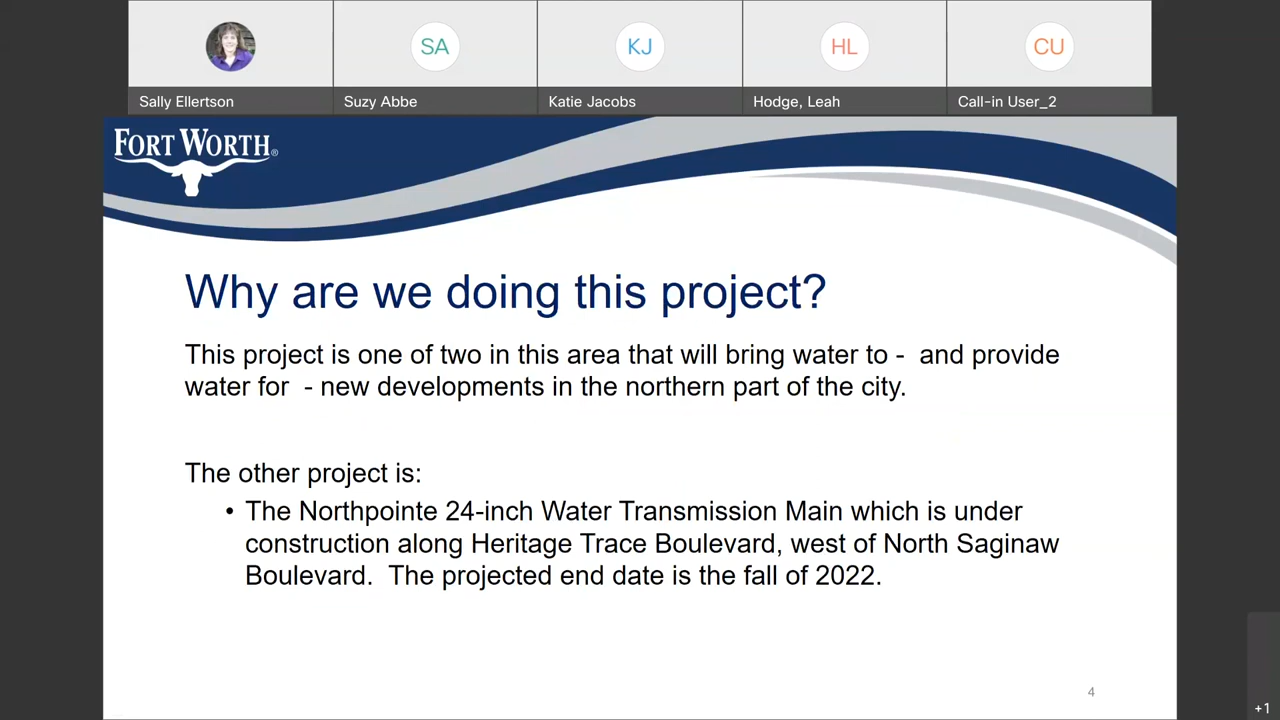 SA
KJ
HL
CU
Sally Ellertson
Suzy Abbe
Katie Jacobs
Hodge, Leah
Call-in User_2
FORT WORTH®
Why are we doing this project?
This project is one of two in this area that will bring water to -  and provide
water for  - new developments in the northern part of the city.
The other project is:
• The Northpointe 24-inch Water Transmission Main which is under
construction along Heritage Trace Boulevard, west of North Saginaw
Boulevard.  The projected end date is the fall of 2022.
4
+1